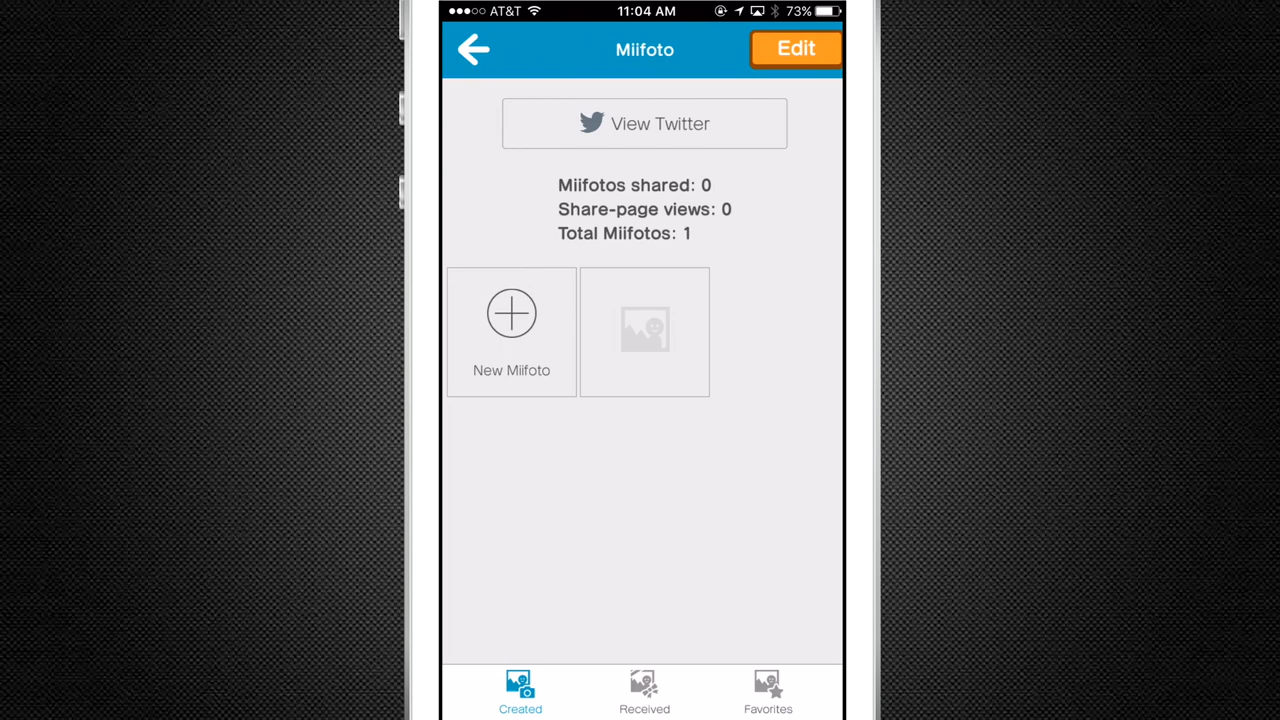 AT&T 11:04 AM 73%
Miifoto Edit
View Twitter
Miifotos shared: 0
Share-page views: 0
Total Miifotos: 1
New Miifoto
Created Received Favorites